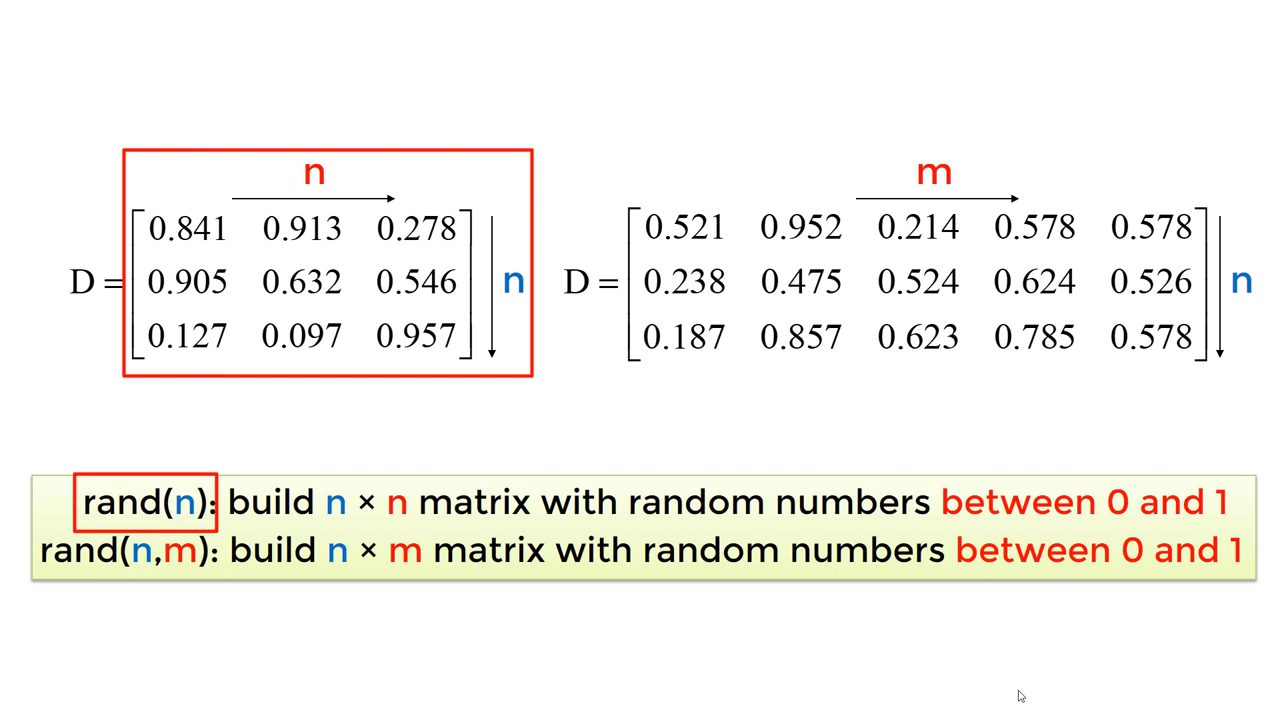 n
m
D = [0.841 0.913 0.278] n
0.905 0.632 0.546
0.127 0.097 0.957
D = [0.521 0.952 0.214 0.578 0.578] n
0.238 0.475 0.524 0.624 0.526
0.187 0.857 0.623 0.785 0.578
rand(n): build n × n matrix with random numbers between 0 and 1
rand(n,m): build n × m matrix with random numbers between 0 and 1